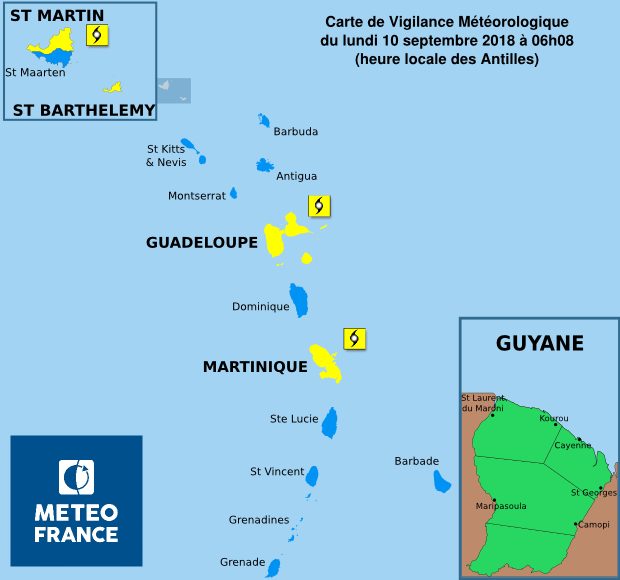 ST MARTIN
St Maarten
ST BARTHELEMY
Carte de Vigilance Météorologique
du lundi 10 septembre 2018 à 06h08
(heure locale des Antilles)
Barbuda
St Kitts
& Nevis
Antigua
Montserrat
GUADELOUPE
Dominique
MARTINIQUE
Ste Lucie
St Vincent
Barbade
Grenadines
Grenade
METEO
FRANCE
GUYANE
St Laurent
du Maroni
Kourou
Cayenne
St Georges
Maripasoula
Camopi